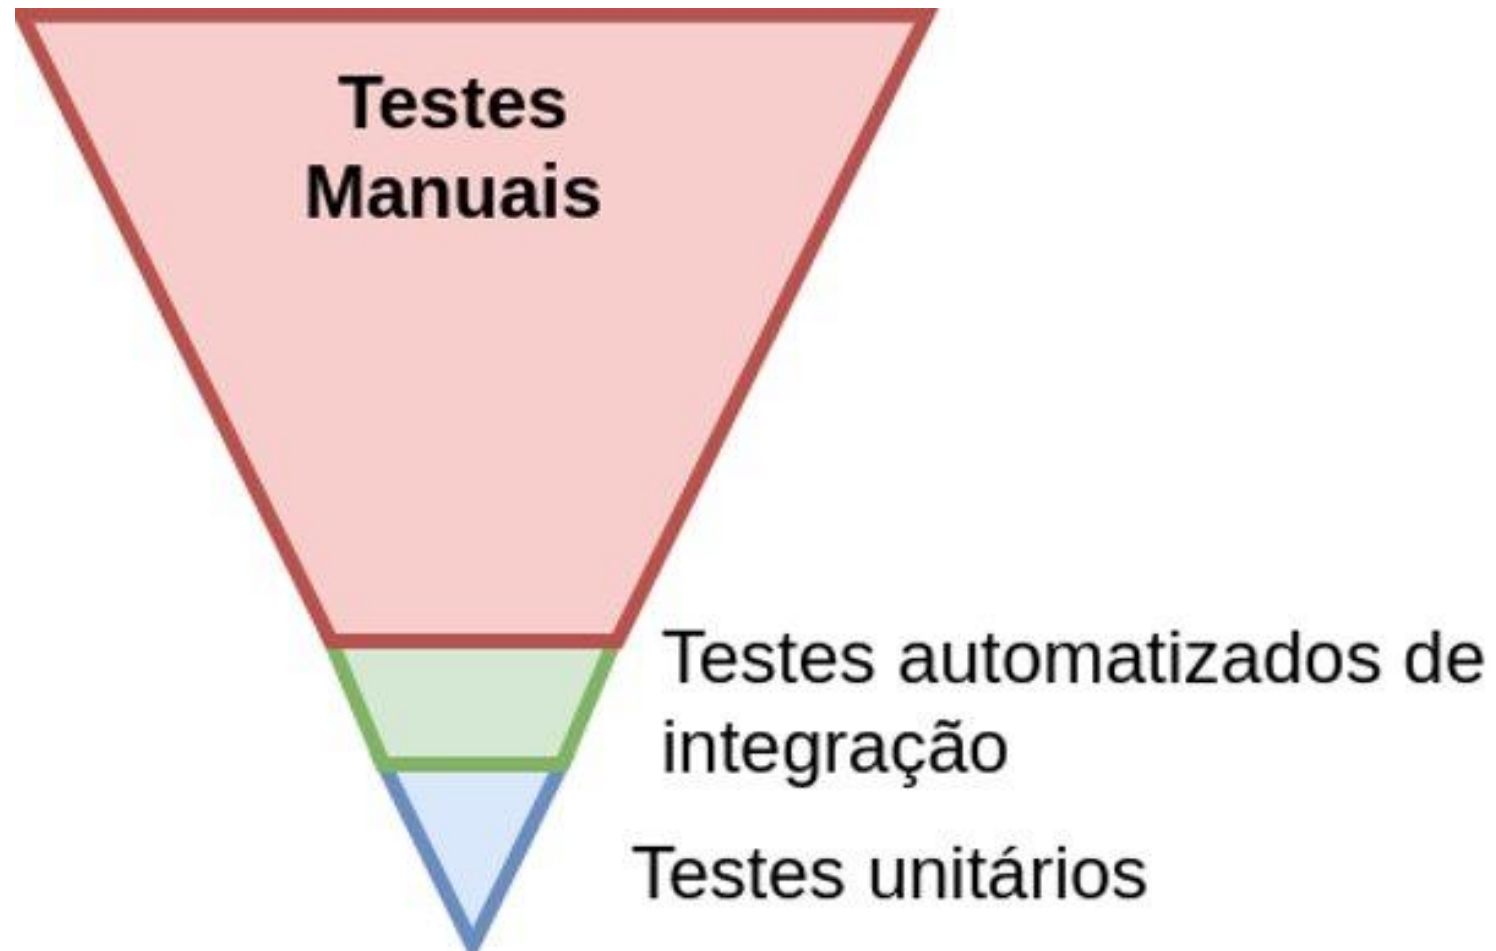 Testes
Manuais
Testes automatizados de
integração
Testes unitários